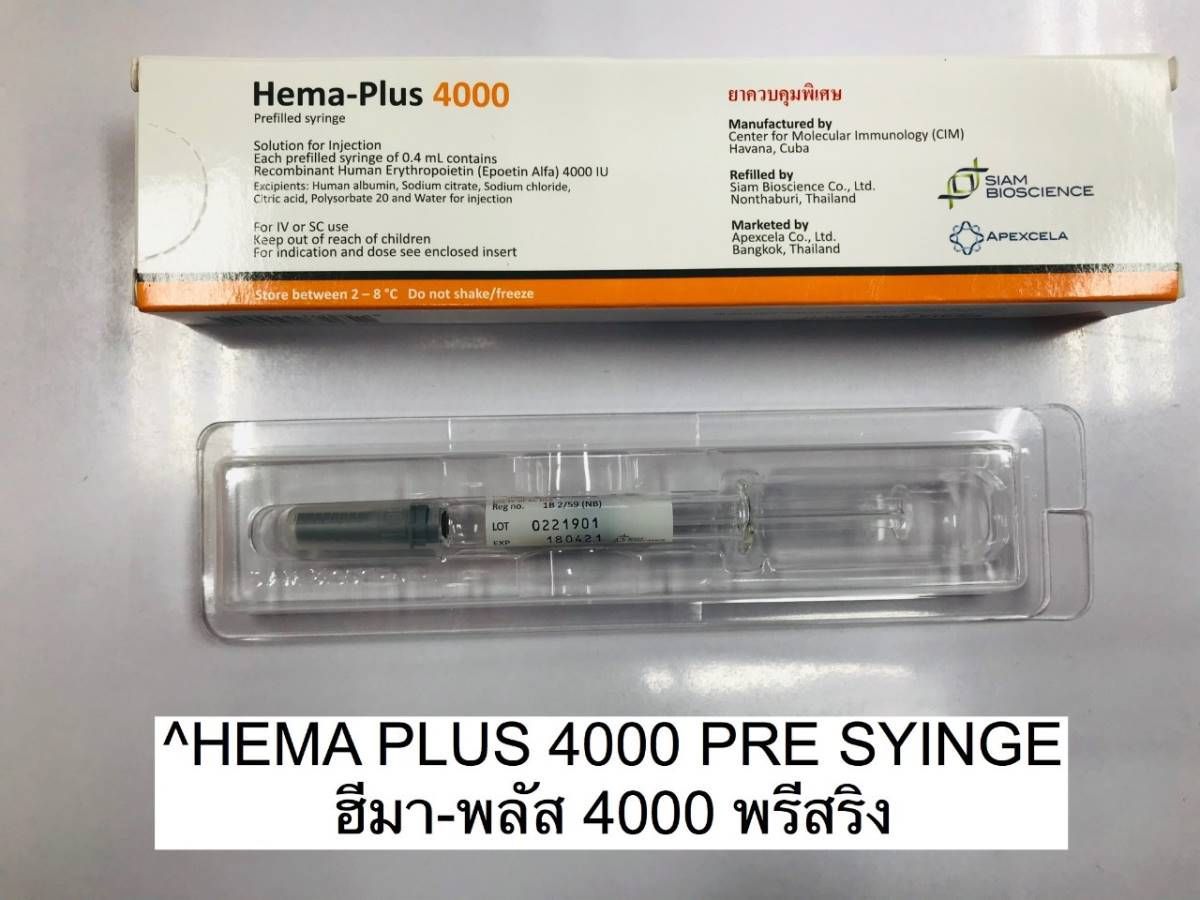 Hema-Plus 4000
Prefilled syringe
Solution for Injection
Each prefilled syringe of 0.4 mL contains
Recombinant Human Erythropoietin (Epoetin Alfa) 4000 IU
Excipients: Human albumin, Sodium citrate, Sodium chloride,
Citric acid, Polysorbate 20 and Water for injection
For IV or SC use
Keep out of reach of children
For indication and dose see enclosed insert
ยาควบคุมพิเศษ
Manufactured by
Center for Molecular Immunology (CIM)
Havana, Cuba
Refilled by
Siam Bioscience Co., Ltd.
Nonthaburi, Thailand
Marketed by
Apexcela Co., Ltd.
Bangkok, Thailand
SIAM
BIOSCIENCE
APEXCELA
Store between 2 – 8 °C Do not shake/freeze
Reg no. 1B 2/59 (NB)
LOT 0221901
EXP 180421
^HEMA PLUS 4000 PRE SYINGE
ฮีมา-พลัส 4000 พรีสริง